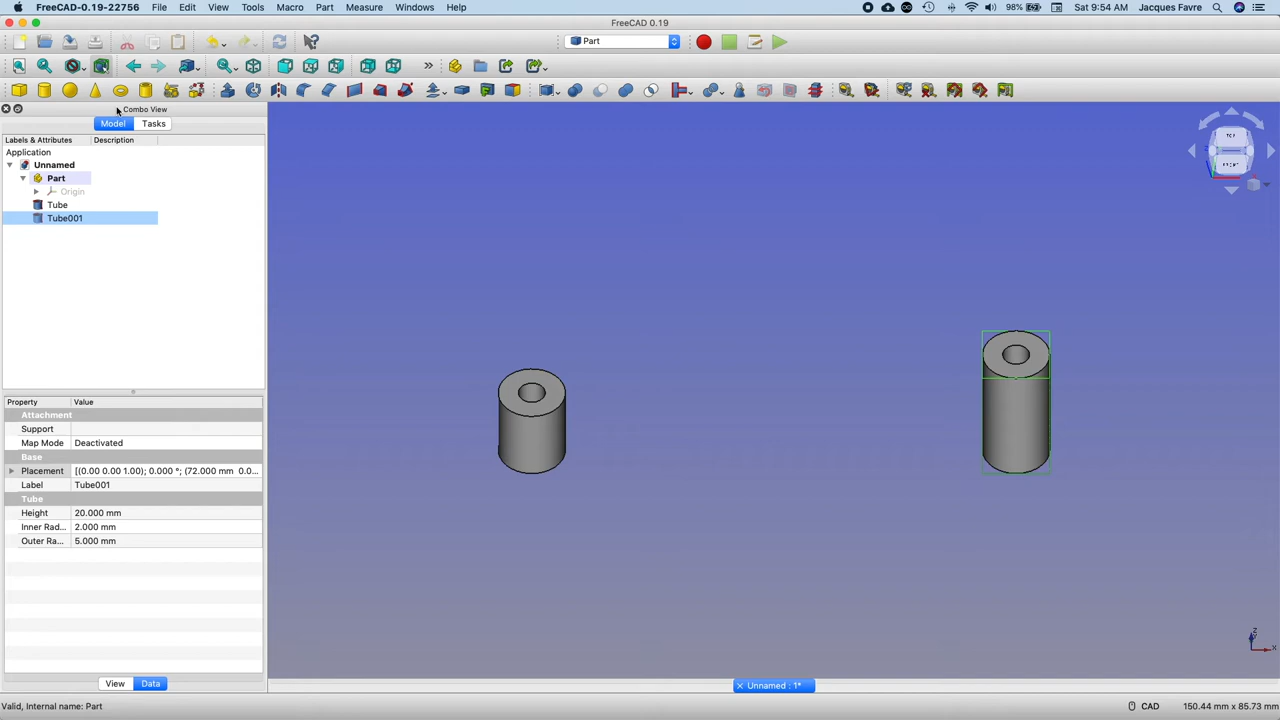 FreeCAD-0.19-22756 File Edit View Tools Macro Part Measure Windows Help 98% Sat 9:54 AM Jacques Favre
FreeCAD 0.19
Part
Combo View
Model Tasks
Labels & Attributes Description
Application
Unnamed
Part
Origin
Tube
Tube001
TOP
FRONT
Property Value
Attachment
Support
Map Mode Deactivated
Base
Placement [(0.00 0.00 1.00); 0.000 °; (72.000 mm 0.0...
Label Tube001
Tube
Height 20.000 mm
Inner Rad... 2.000 mm
Outer Ra... 5.000 mm
View Data
Unnamed : 1*
Valid, Internal name: Part CAD 150.44 mm x 85.73 mm
Z
X